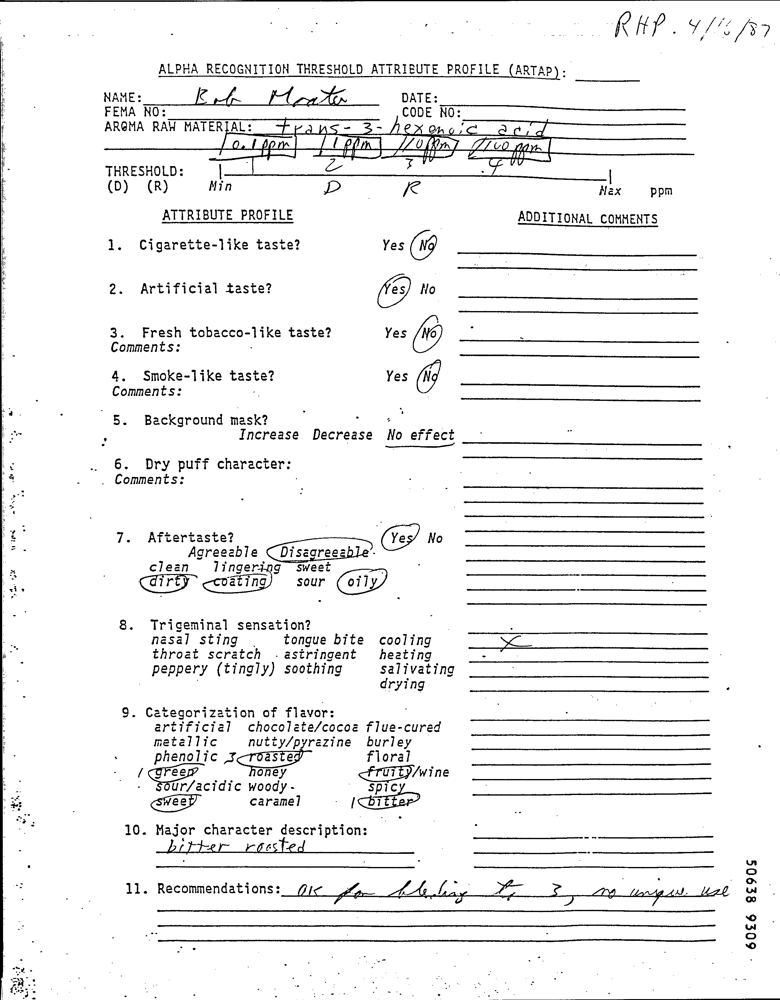 RHP. 4/15/87
ALPHA RECOGNITION THRESHOLD ATTRIBUTE PROFILE (ARTAP):
NAME: Bob DATE:
FEMA NO: CODE NO:
AROMA RAW MATERIAL: trans-3-hexenoic acid
0.1ppm 1ppm 10ppm 100ppm
THRESHOLD: 2 3 4
(D) (R) Min D R Max ppm
ATTRIBUTE PROFILE ADDITIONAL COMMENTS
1. Cigarette-like taste? Yes No
2. Artificial taste? Yes No
3. Fresh tobacco-like taste? Yes No
Comments:
4. Smoke-like taste? Yes No
Comments:
5. Background mask?
Increase Decrease No effect
6. Dry puff character:
Comments:
7. Aftertaste? Yes No
Agreeable Disagreeable
clean lingering sweet
dirty coating sour oily
8. Trigeminal sensation?
nasal sting tongue bite cooling X
throat scratch astringent heating
peppery (tingly) soothing salivating
drying
9. Categorization of flavor:
artificial chocolate/cocoa flue-cured
metallic nutty/pyrazine burley
phenolic 3 roasted floral
1 green honey fruity/wine
sour/acidic woody spicy
sweet caramel 1 bitter
10. Major character description:
bitter roasted
11. Recommendations: OK for blending to 3, no unique use
50638 9309